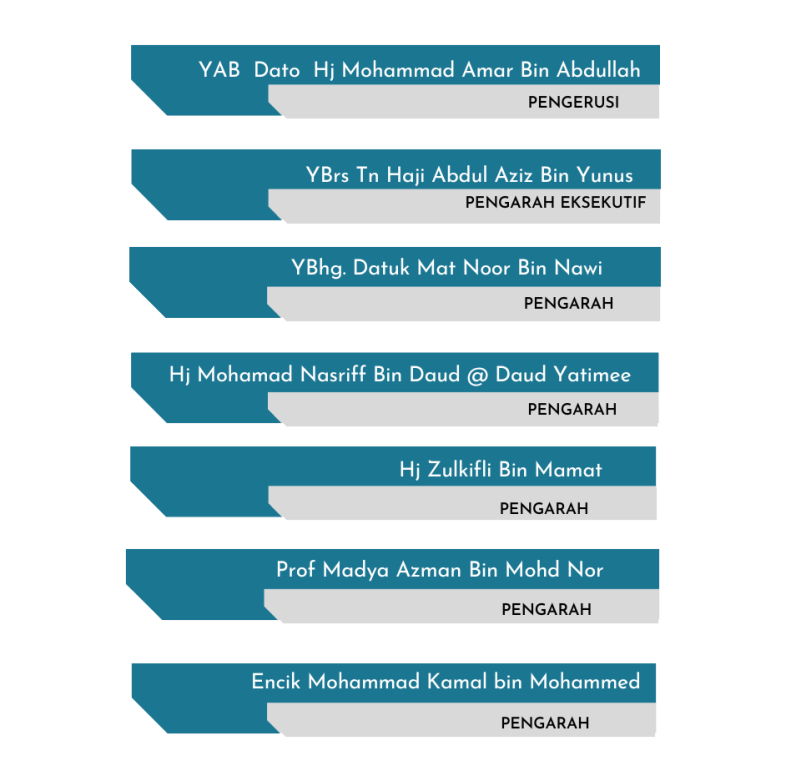 YAB Dato Hj Mohammad Amar Bin Abdullah
PENGERUSI
YBrs Tn Haji Abdul Aziz Bin Yunus
PENGARAH EKSEKUTIF
YBhg. Datuk Mat Noor Bin Nawi
PENGARAH
Hj Mohamad Nasriff Bin Daud @ Daud Yatimee
PENGARAH
Hj Zulkifli Bin Mamat
PENGARAH
Prof Madya Azman Bin Mohd Nor
PENGARAH
Encik Mohammad Kamal bin Mohammed
PENGARAH